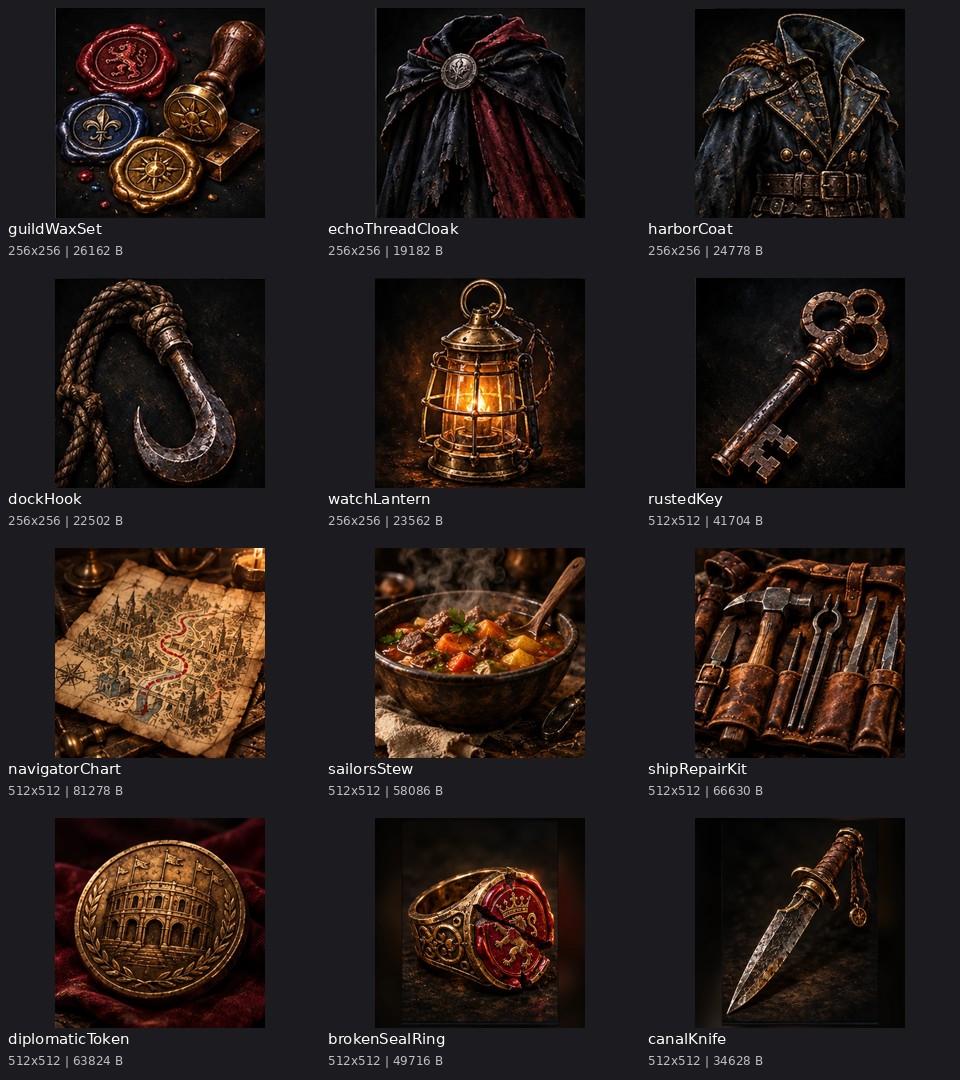 guildWaxSet
256x256 | 26162 B
echoThreadCloak
256x256 | 19182 B
harborCoat
256x256 | 24778 B
dockHook
256x256 | 22502 B
watchLantern
256x256 | 23562 B
rustedKey
512x512 | 41704 B
navigatorChart
512x512 | 81278 B
sailorsStew
512x512 | 58086 B
shipRepairKit
512x512 | 66630 B
diplomaticToken
512x512 | 63824 B
brokenSealRing
512x512 | 49716 B
canalKnife
512x512 | 34628 B